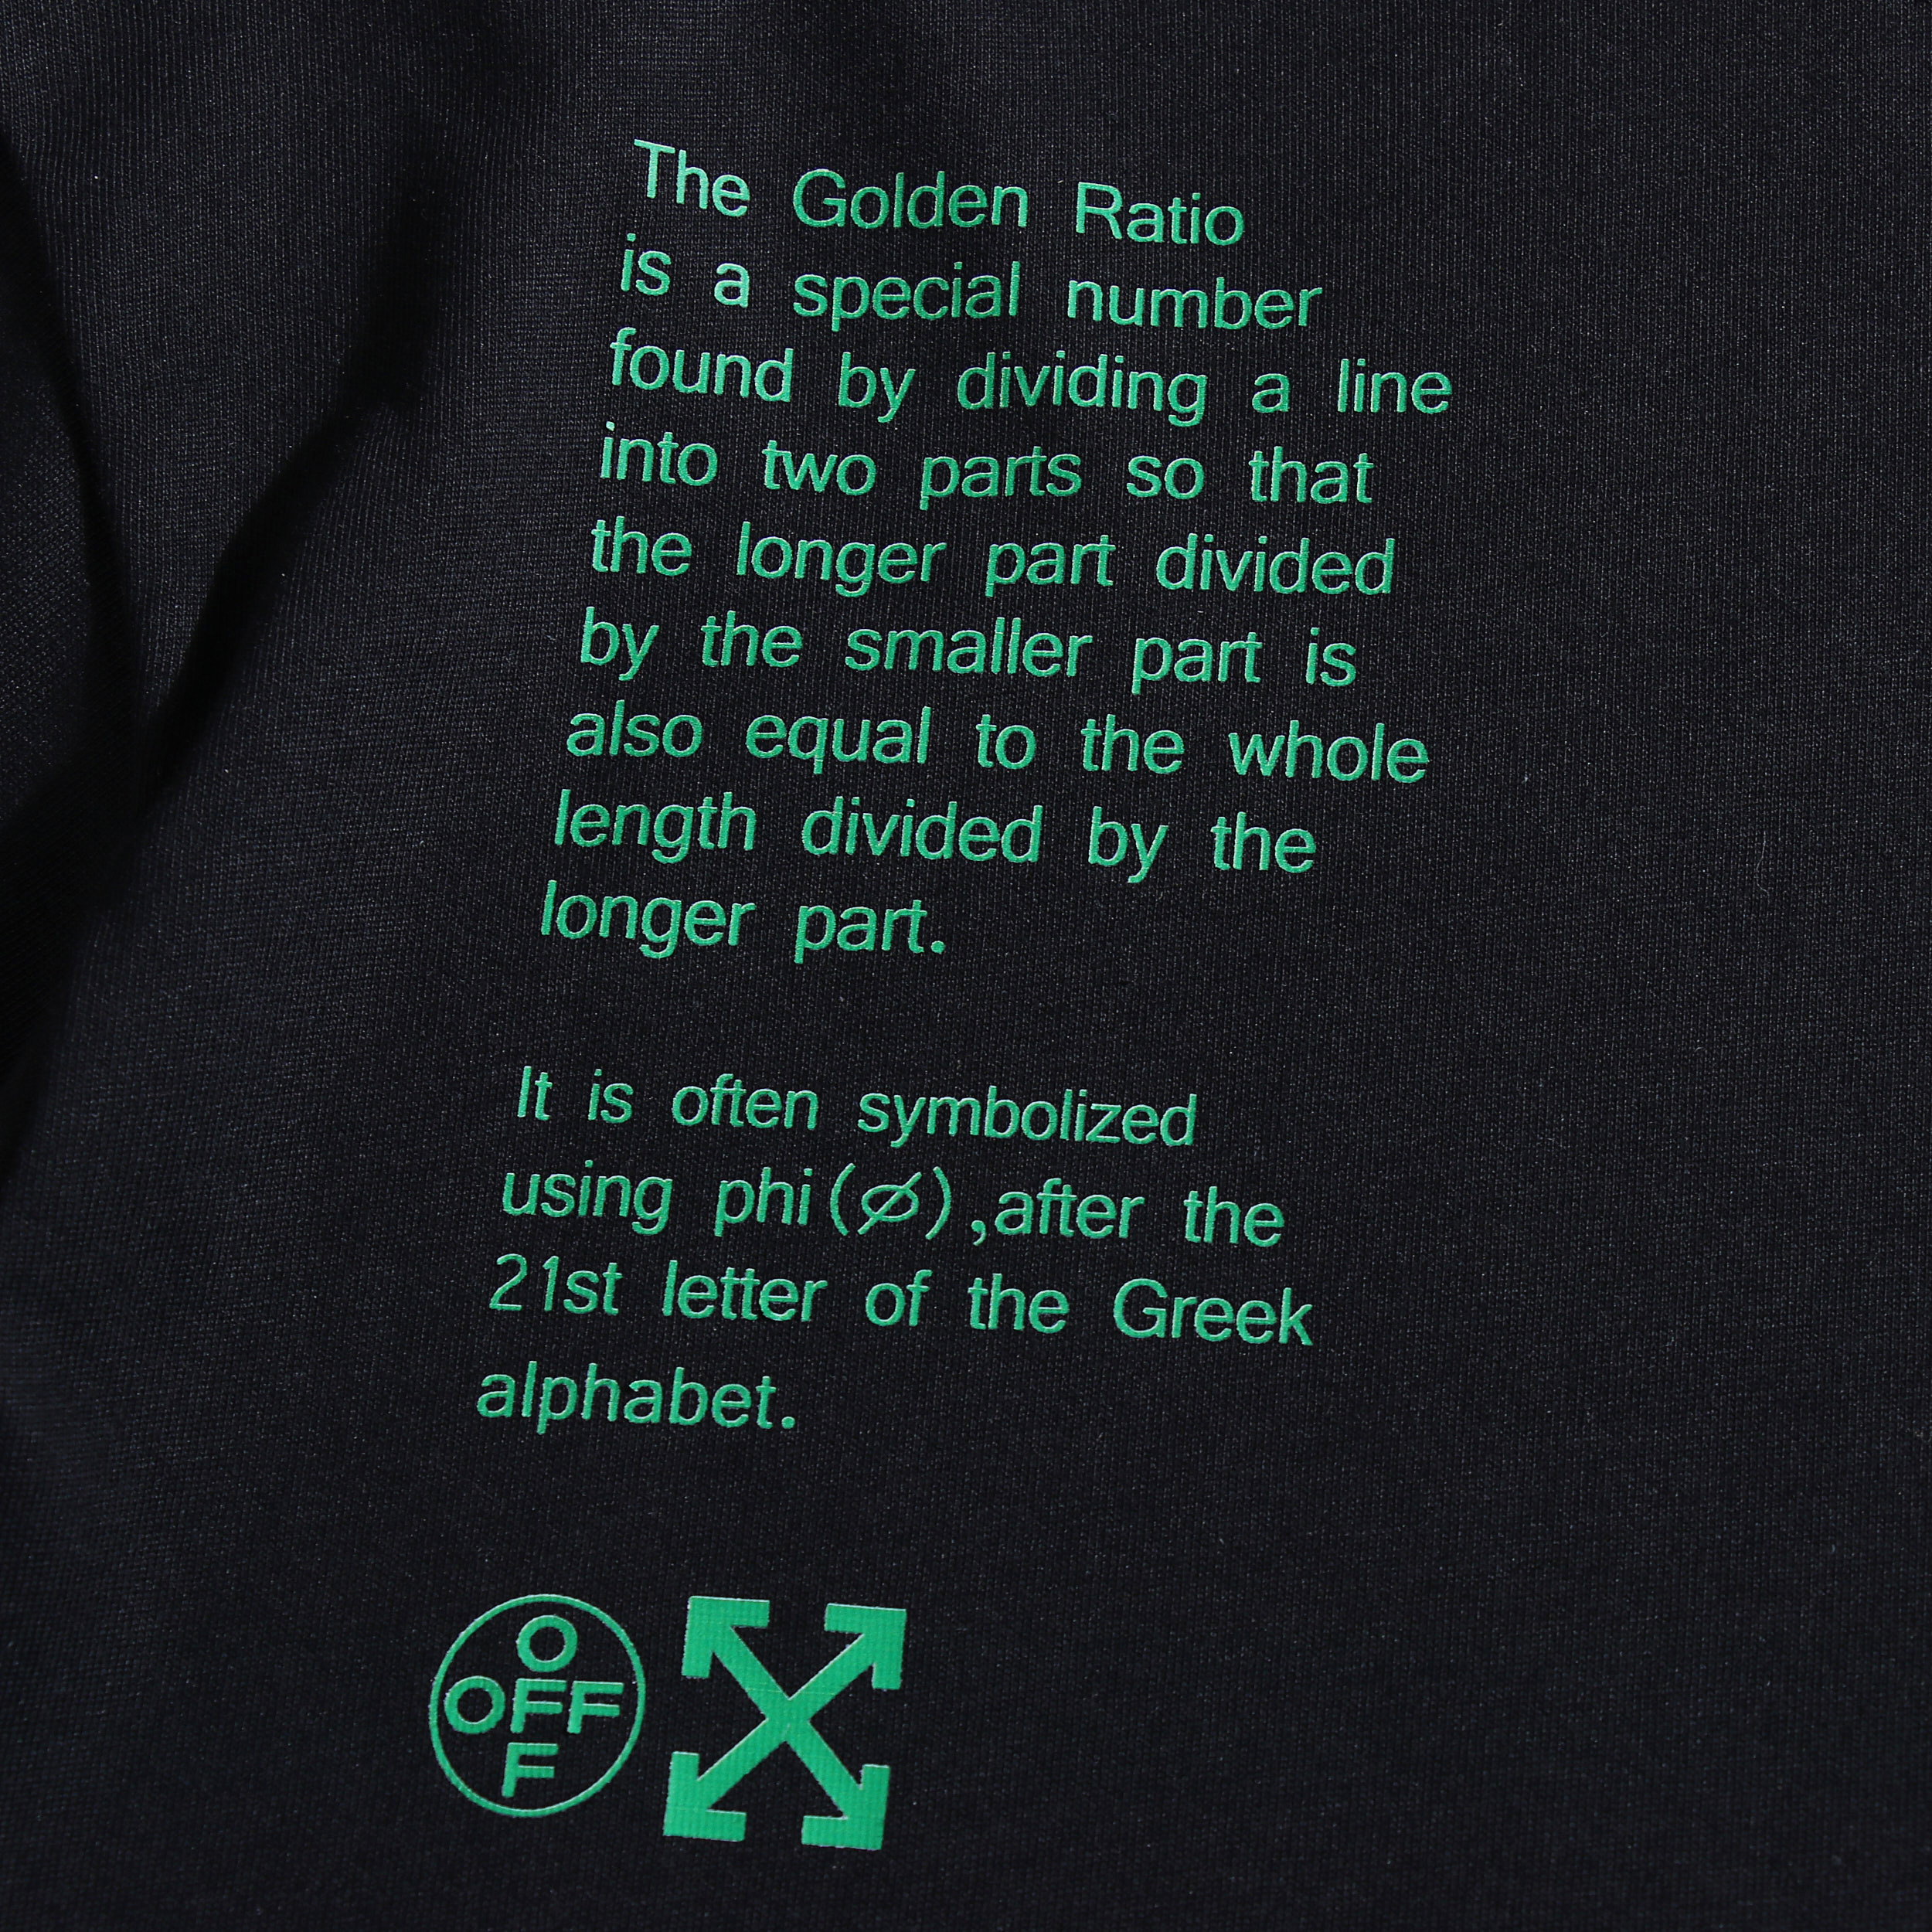 The Golden Ratio
is a special number
found by dividing a line
into two parts so that
the longer part divided
by the smaller part is
also equal to the whole
length divided by the
longer part.
It is often symbolized
using phi(∅),after the
21st letter of the Greek
alphabet.
O
OFF
F